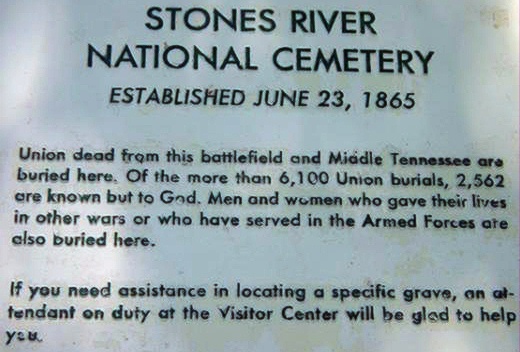 STONES RIVER
NATIONAL CEMETERY
ESTABLISHED JUNE 23, 1865
Union dead from this battlefield and Middle Tennessee are
buried here. Of the more than 6,100 Union burials, 2,562
are known but to God. Men and women who gave their lives
in other wars or who have served in the Armed Forces are
also buried here.
If you need assistance in locating a specific grave, an at-
tendant on duty at the Visitor Center will be glad to help
you.